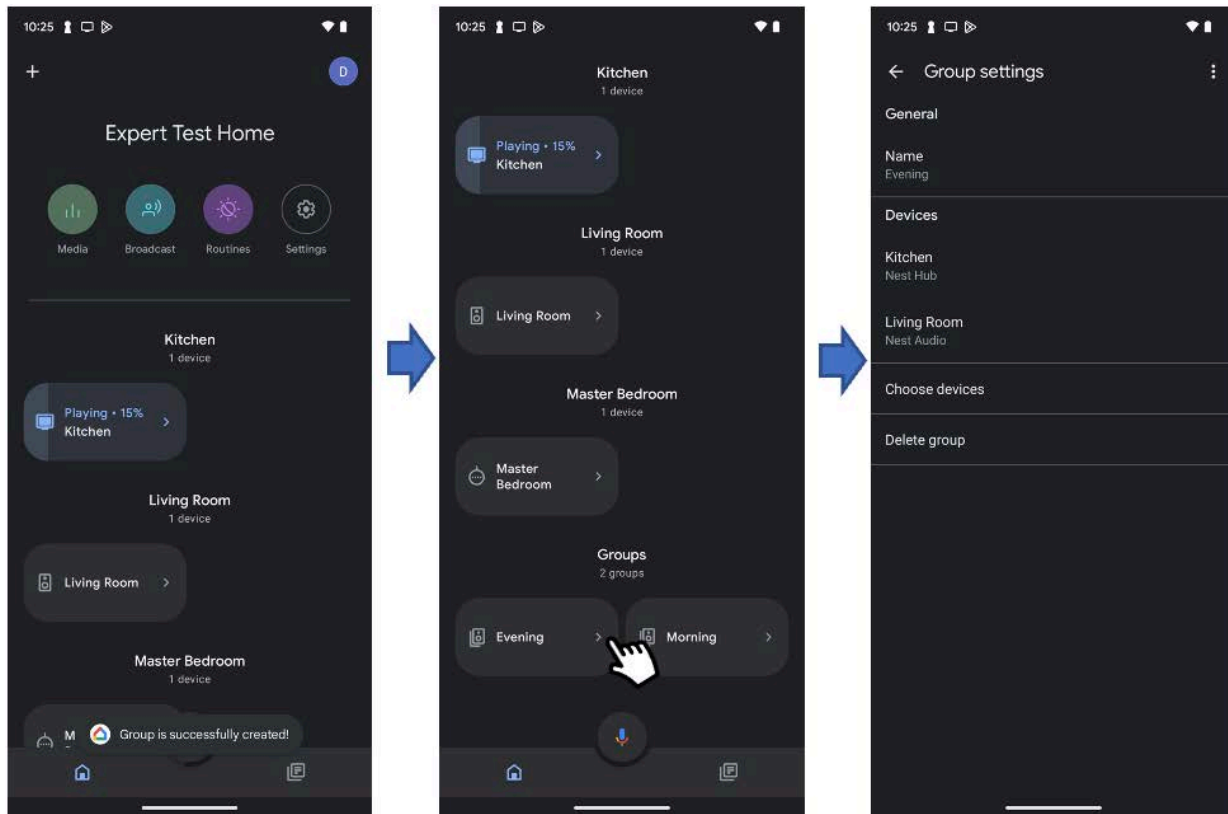 10:25
D
Expert Test Home
Media
Broadcast
Routines
Settings
Kitchen
1 device
Playing • 15%
Kitchen
Living Room
1 device
Living Room
Master Bedroom
1 device
M
Group is successfully created!
10:25
Kitchen
1 device
Playing • 15%
Kitchen
Living Room
1 device
Living Room
Master Bedroom
1 device
Master
Bedroom
Groups
2 groups
Evening
Morning
10:25
Group settings
General
Name
Evening
Devices
Kitchen
Nest Hub
Living Room
Nest Audio
Choose devices
Delete group